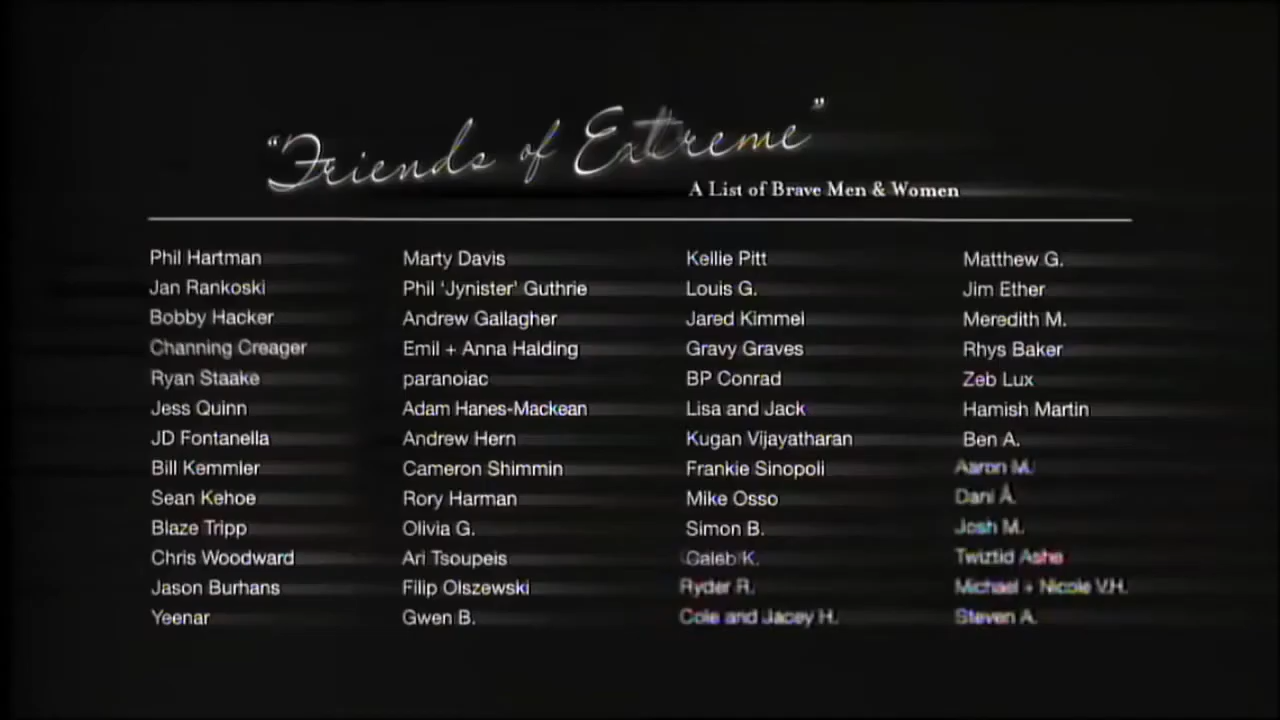 “Friends of Extreme”
A List of Brave Men & Women
Phil Hartman
Jan Rankoski
Bobby Hacker
Channing Creager
Ryan Staake
Jess Quinn
JD Fontanella
Bill Kemmler
Sean Kehoe
Blaze Tripp
Chris Woodward
Jason Burhans
Yeenar
Marty Davis
Phil ‘Jynister’ Guthrie
Andrew Gallagher
Emil + Anna Halding
paranoiac
Adam Hanes-Mackean
Andrew Hern
Cameron Shimmin
Rory Harman
Olivia G.
Ari Tsoupeis
Filip Olszewski
Gwen B.
Kellie Pitt
Louis G.
Jared Kimmel
Gravy Graves
BP Conrad
Lisa and Jack
Kugan Vijayatharan
Frankie Sinopoli
Mike Osso
Simon B.
Caleb K.
Ryder R.
Cole and Jacey H.
Matthew G.
Jim Ether
Meredith M.
Rhys Baker
Zeb Lux
Hamish Martin
Ben A.
Aaron M.
Dani Å.
Josh M.
Twiztid Ashe
Michael + Nicole V.H.
Steven A.